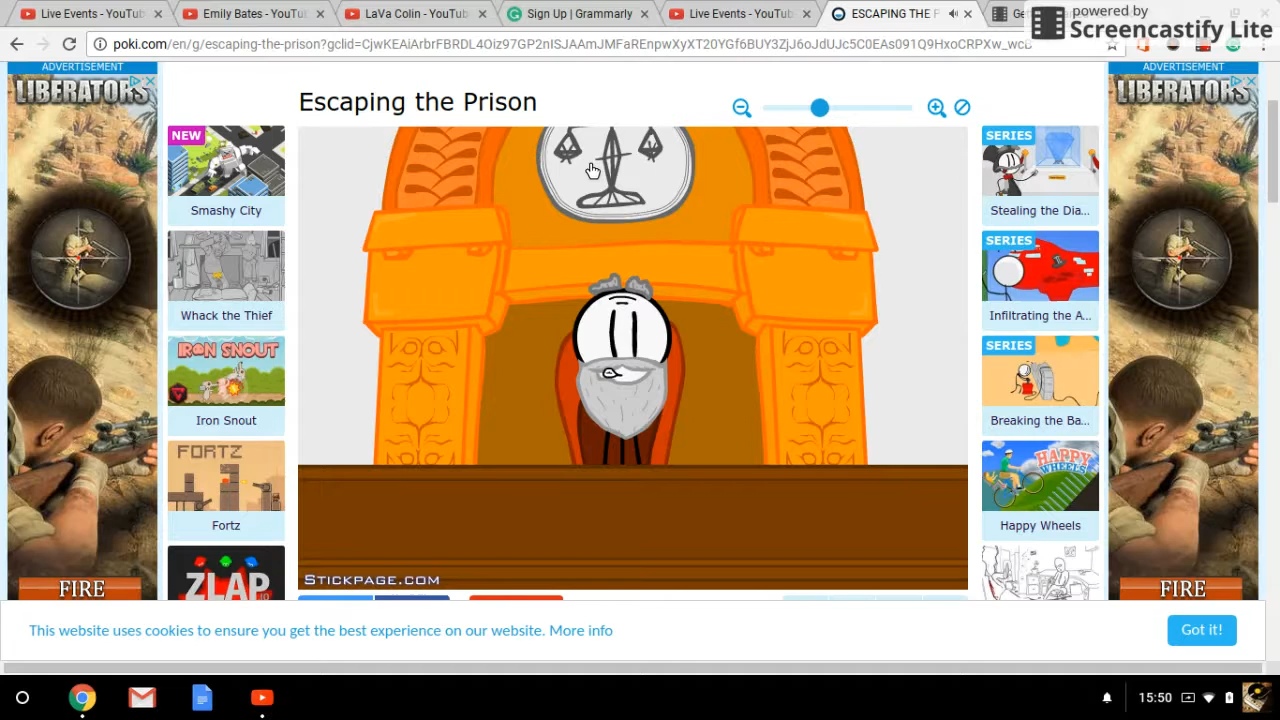 Live Events - YouTu
Emily Bates - YouTu
LaVa Colin - YouTub
Sign Up | Grammarly
Live Events - YouTu
ESCAPING THE P
Ge
powered by
Screencastify Lite
poki.com/en/g/escaping-the-prison?gclid=
ADVERTISEMENT
LIBERATORS
FIRE
Escaping the Prison
NEW
Smashy City
Whack the Thief
IRON SNOUT
Iron Snout
FORTZ
Fortz
ZLAP
.IO
STICKPAGE.COM
SERIES
Stealing the Dia...
SERIES
Infiltrating the A...
SERIES
Breaking the Ba...
HAPPY
WHEELS
Happy Wheels
ADVERTISEMENT
LIBERATORS
FIRE
This website uses cookies to ensure you get the best experience on our website. More info
Got it!
15:50